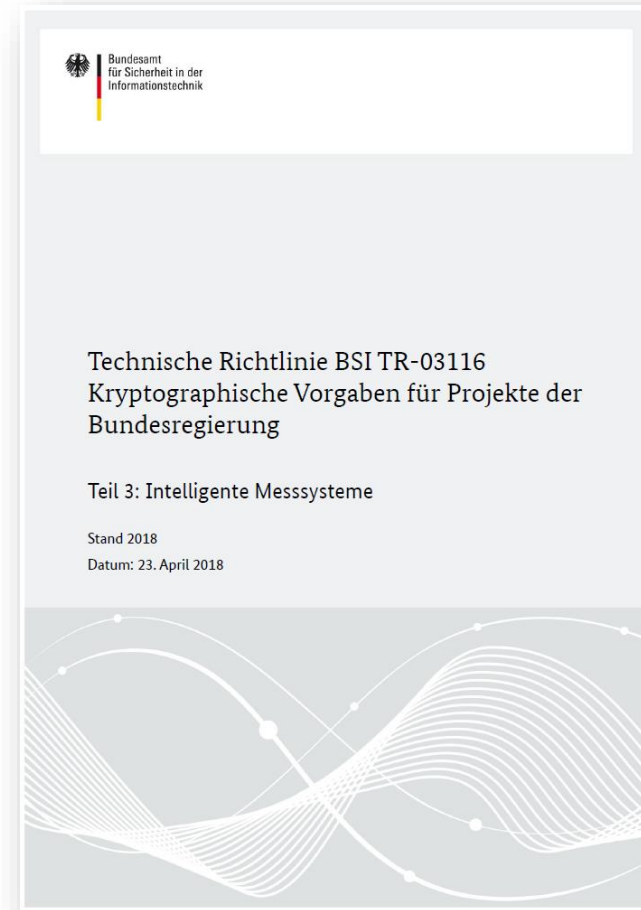 Bundesamt
für Sicherheit in der
Informationstechnik
Technische Richtlinie BSI TR-03116
Kryptographische Vorgaben für Projekte der
Bundesregierung
Teil 3: Intelligente Messsysteme
Stand 2018
Datum: 23. April 2018